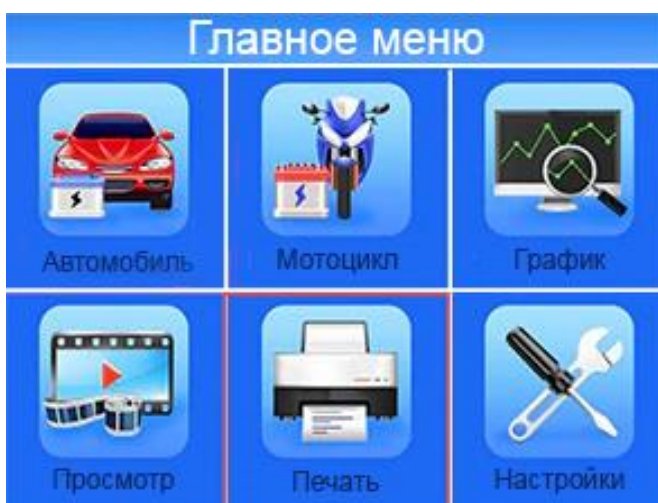 Главное меню
Автомобиль Мотоцикл График
Просмотр Печать Настройки